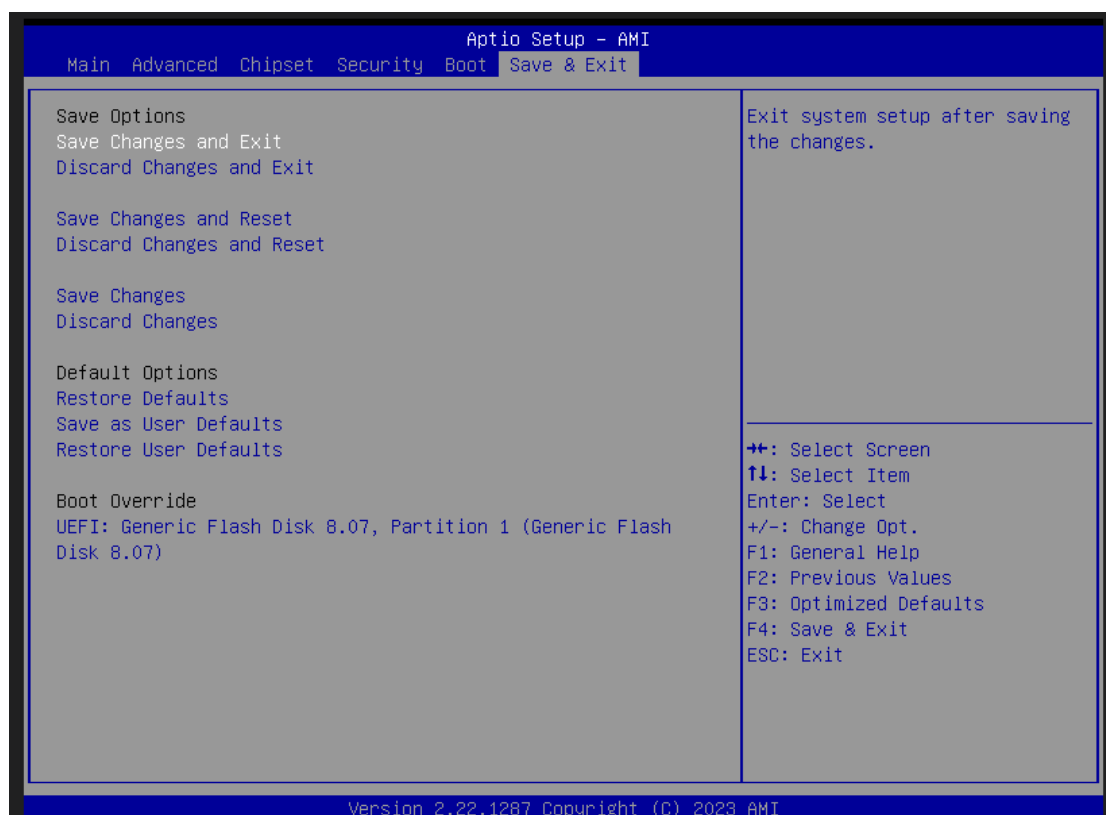 Aptio Setup – AMI
Main Advanced Chipset Security Boot Save & Exit
Save Options
Save Changes and Exit
Discard Changes and Exit
Save Changes and Reset
Discard Changes and Reset
Save Changes
Discard Changes
Default Options
Restore Defaults
Save as User Defaults
Restore User Defaults
Boot Override
UEFI: Generic Flash Disk 8.07, Partition 1 (Generic Flash
Disk 8.07)
Exit system setup after saving
the changes.
→←: Select Screen
↑↓: Select Item
Enter: Select
+/-: Change Opt.
F1: General Help
F2: Previous Values
F3: Optimized Defaults
F4: Save & Exit
ESC: Exit
Version 2.22.1287 Copyright (C) 2023 AMI